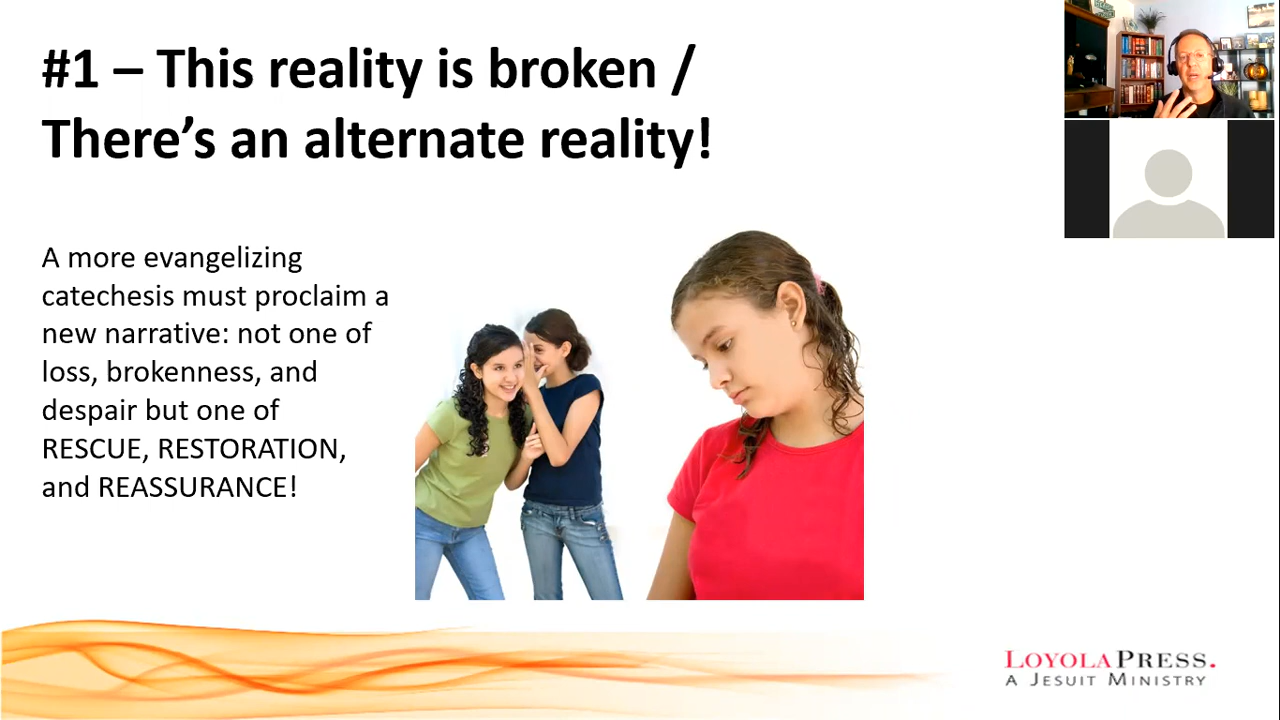 #1 – This reality is broken /
There's an alternate reality!
A more evangelizing
catechesis must proclaim a
new narrative: not one of
loss, brokenness, and
despair but one of
RESCUE, RESTORATION,
and REASSURANCE!
LOYOLA PRESS.
A JESUIT MINISTRY